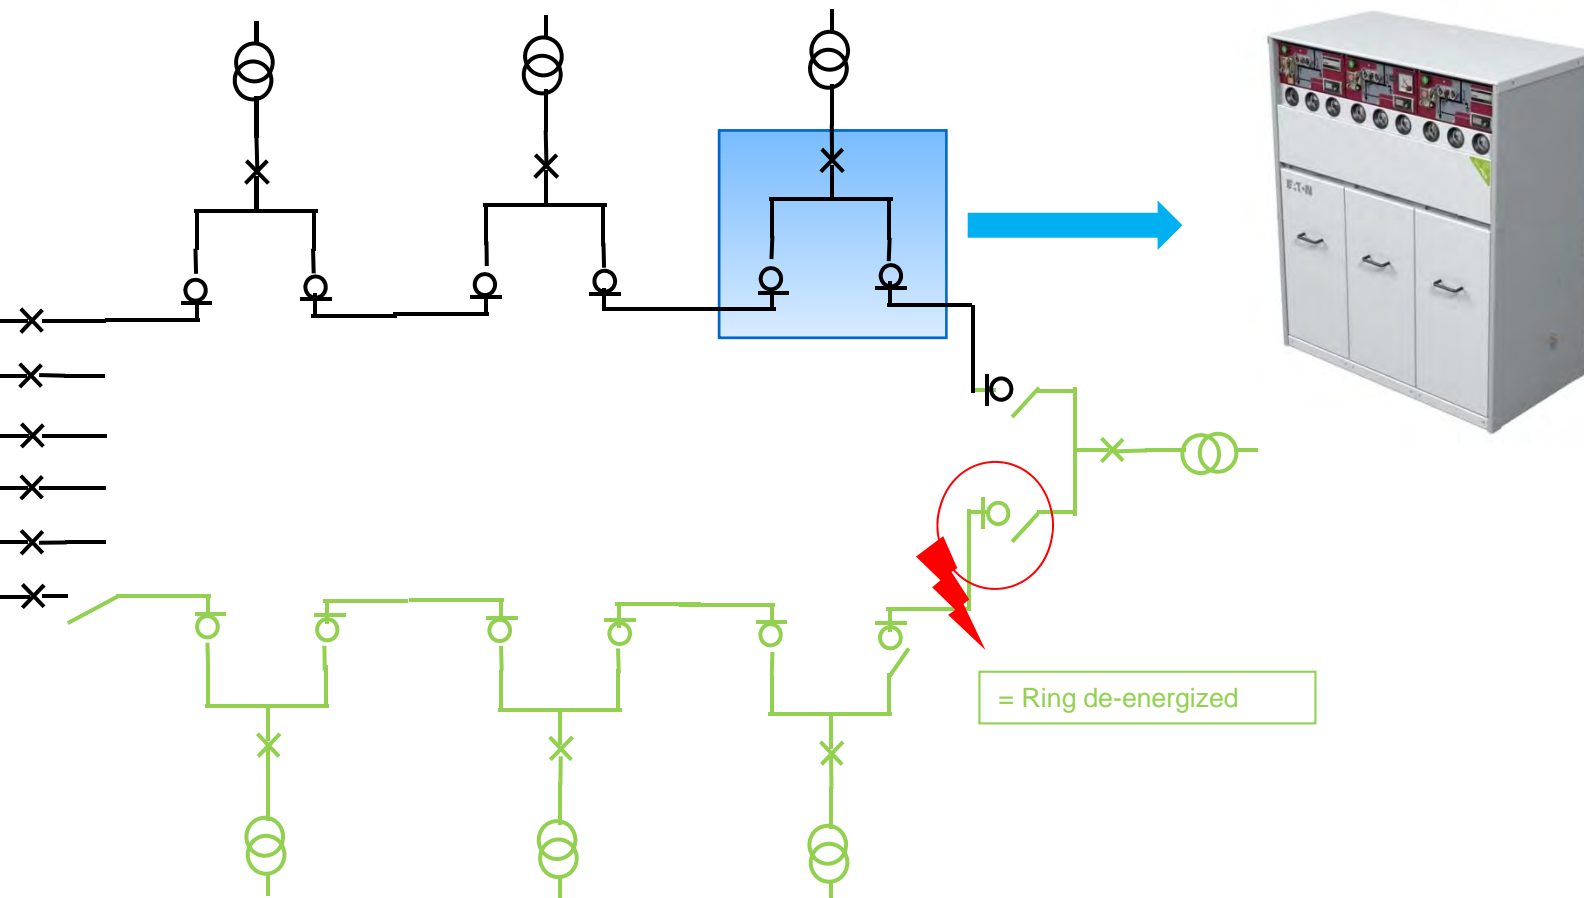 E·T·N
= Ring de-energized